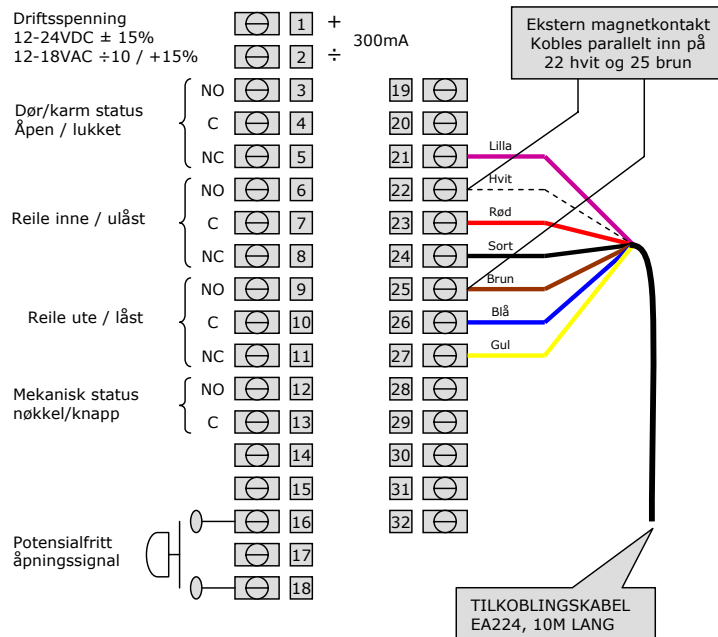 Driftsspenning
12-24VDC ± 15%
12-18VAC ÷10 / +15%
1 +
2 ÷
300mA
Ekstern magnetkontakt
Kobles parallelt inn på
22 hvit og 25 brun
Dør/karm status
Åpen / lukket
NO 3
C 4
NC 5
Reile inne / ulåst
NO 6
C 7
NC 8
Reile ute / låst
NO 9
C 10
NC 11
Mekanisk status
nøkkel/knapp
NO 12
C 13
14
15
Potensialfritt
åpningssignal
16
17
18
19
20
21 Lilla
22 Hvit
23 Rød
24 Sort
25 Brun
26 Blå
27 Gul
28
29
30
31
32
TILKOBLINGSKABEL
EA224, 10M LANG